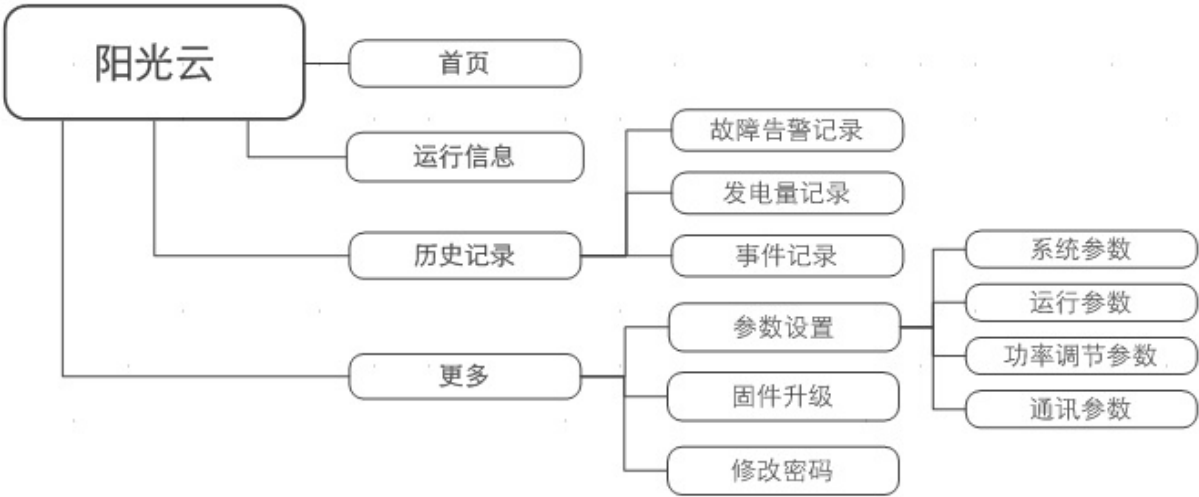 阳光云
首页
运行信息
历史记录
故障告警记录
发电量记录
事件记录
更多
参数设置
系统参数
运行参数
功率调节参数
通讯参数
固件升级
修改密码